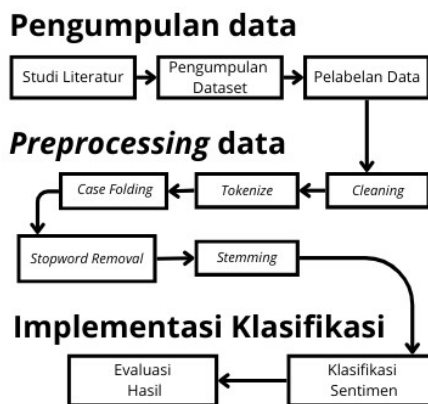 Pengumpulan data
Studi Literatur
Pengumpulan
Dataset
Pelabelan Data
Preprocessing data
Case Folding
Tokenize
Cleaning
Stopword Removal
Stemming
Implementasi Klasifikasi
Evaluasi
Hasil
Klasifikasi
Sentimen